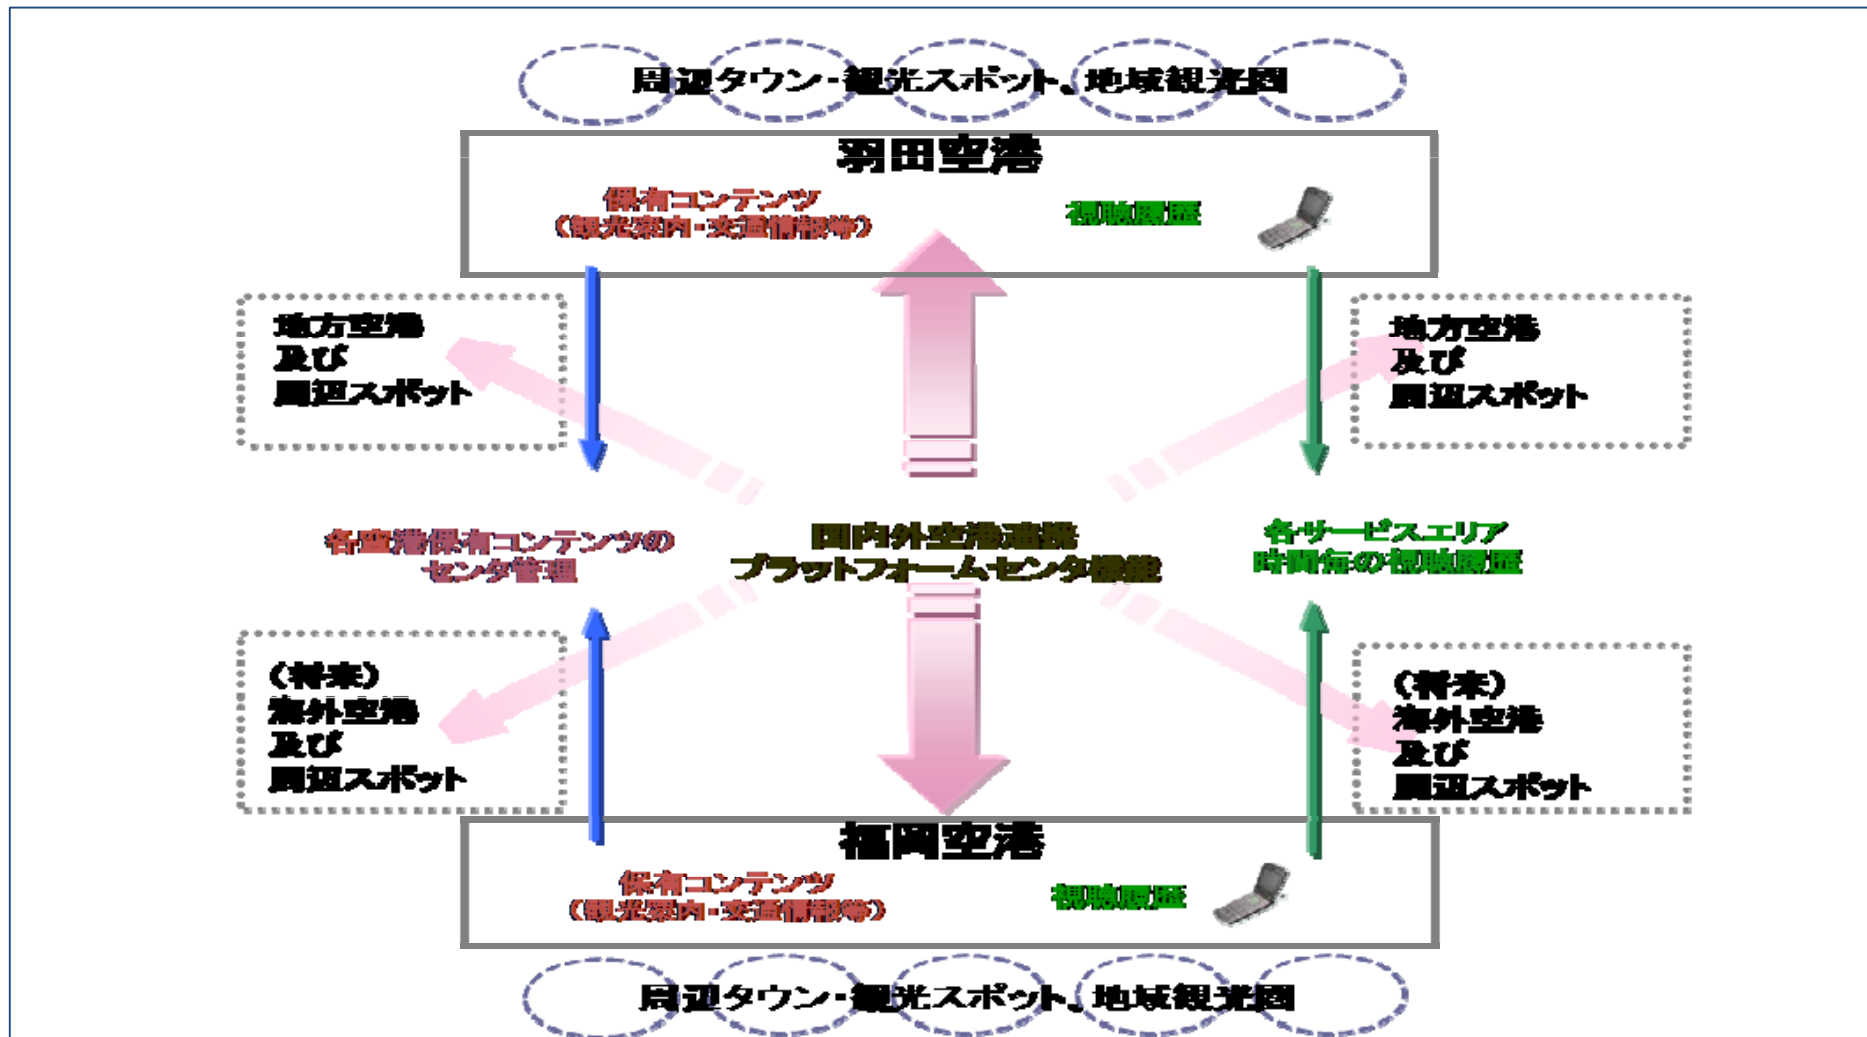 周辺タウン・観光スポット、地域観光圏
羽田空港
保有コンテンツ
（観光案内・交通情報等）
視聴履歴
地方空港
及び
周辺スポット
地方空港
及び
周辺スポット
各空港保有コンテンツの
センタ管理
国内外空港連携
プラットフォームセンタ機能
各サービスエリア
時間毎の視聴履歴
（将来）
海外空港
及び
周辺スポット
（将来）
海外空港
及び
周辺スポット
福岡空港
保有コンテンツ
（観光案内・交通情報等）
視聴履歴
周辺タウン・観光スポット、地域観光圏